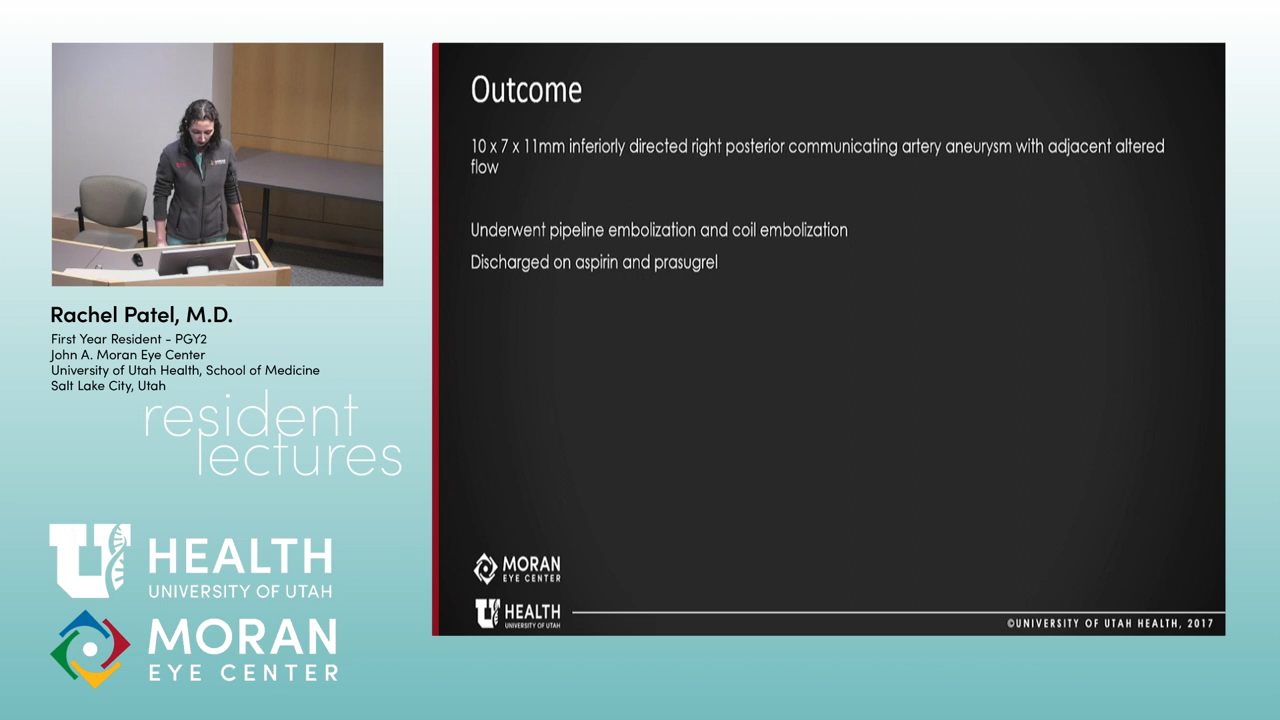 Outcome
10 x 7 x 11mm inferiorly directed right posterior communicating artery aneurysm with adjacent altered
flow
Underwent pipeline embolization and coil embolization
Discharged on aspirin and prasugrel
MORAN
EYE CENTER
U HEALTH
UNIVERSITY OF UTAH
©UNIVERSITY OF UTAH HEALTH, 2017
Rachel Patel, M.D.
First Year Resident - PGY2
John A. Moran Eye Center
University of Utah Health, School of Medicine
Salt Lake City, Utah
resident
lectures
U HEALTH
UNIVERSITY OF UTAH
MORAN
EYE CENTER